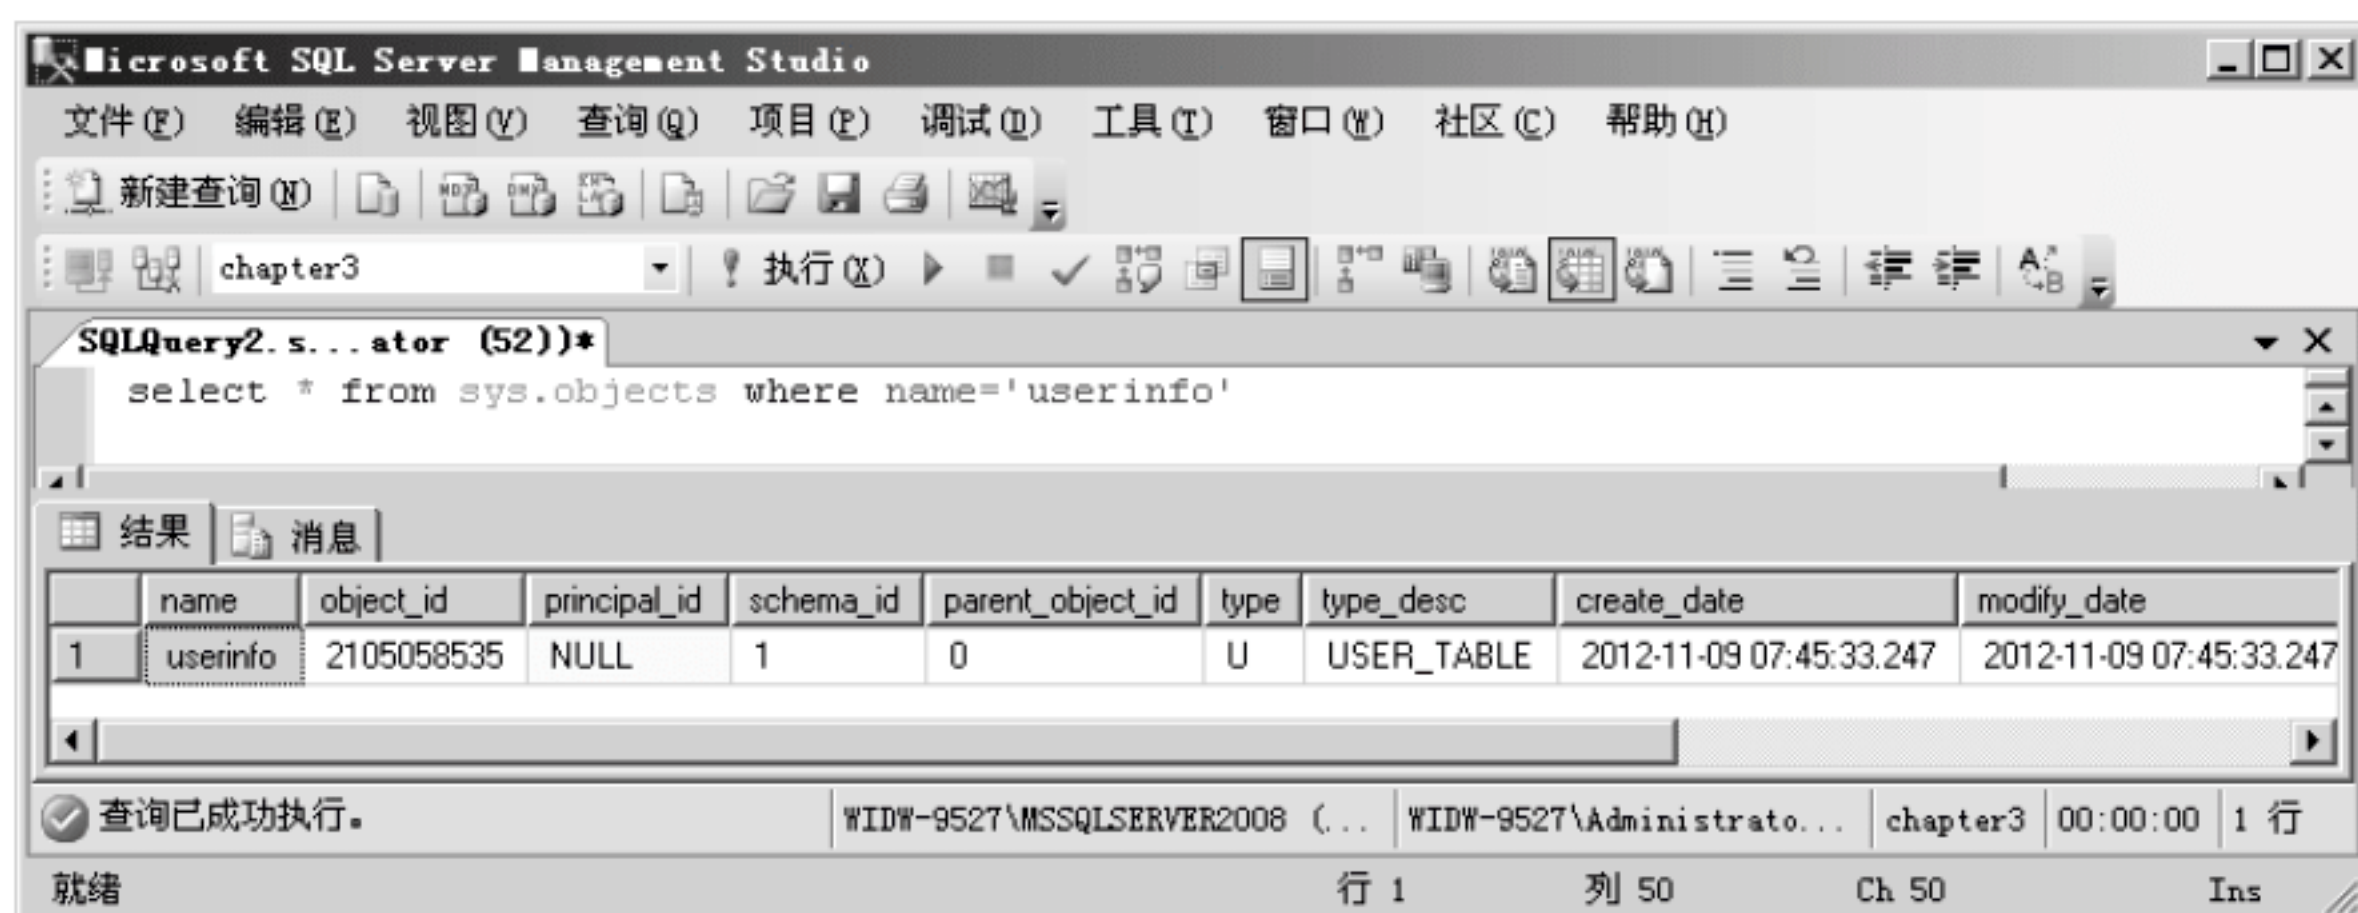 Microsoft SQL Server Management Studio
文件(F) 编辑(E) 视图(V) 查询(Q) 项目(P) 调试(D) 工具(T) 窗口(W) 社区(C) 帮助(H)
新建查询(N)
chapter3 执行(X)
SQLQuery2.s...ator (52))*
select * from sys.objects where name='userinfo'
结果 消息
name object_id principal_id schema_id parent_object_id type type_desc create_date modify_date
1 userinfo 2105058535 NULL 1 0 U USER_TABLE 2012-11-09 07:45:33.247 2012-11-09 07:45:33.247
查询已成功执行。 WIDW-9527\MSSQLSERVER2008 (... WIDW-9527\Administrato... chapter3 00:00:00 1 行
就绪 行 1 列 50 Ch 50 Ins